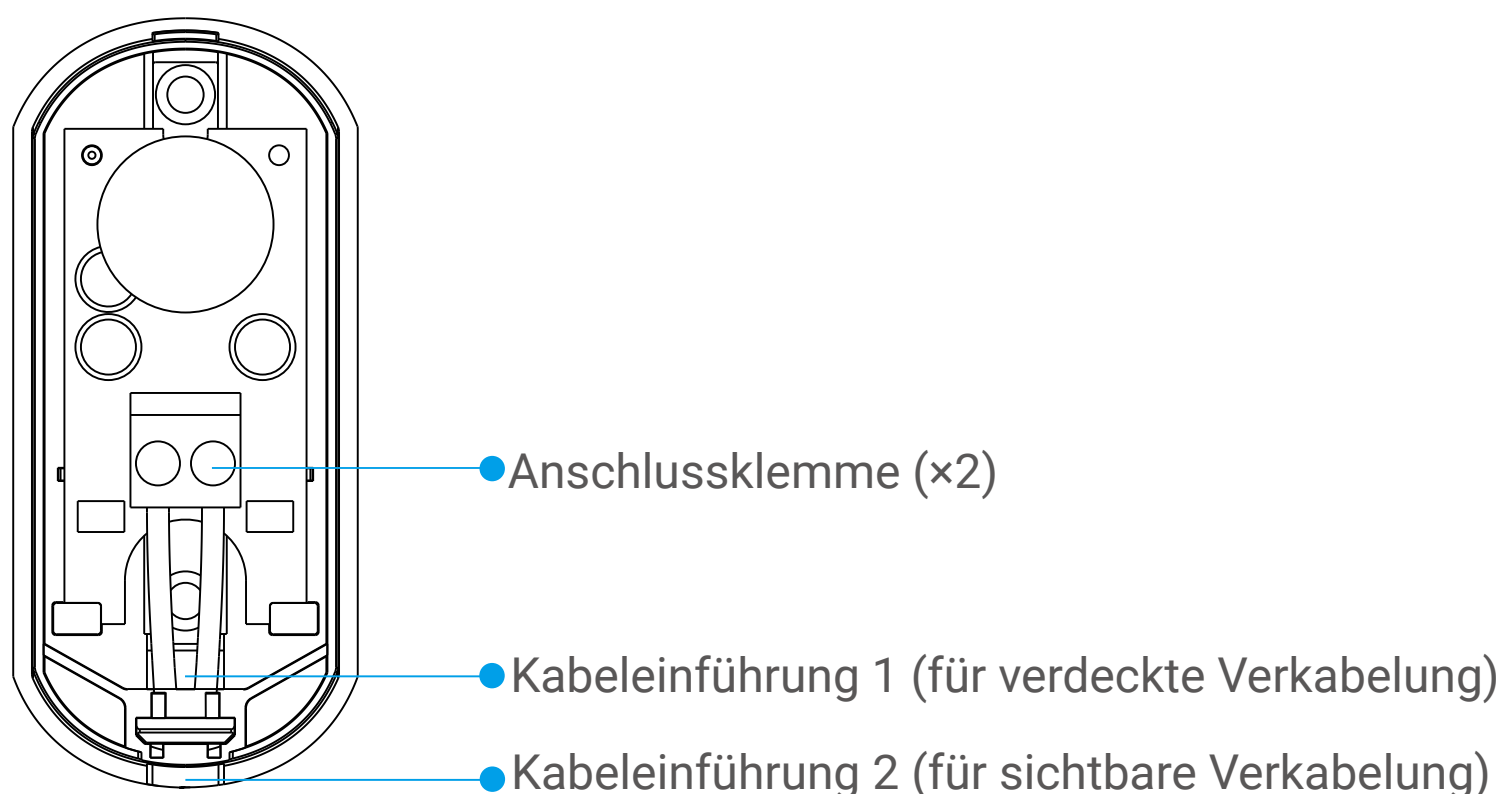 Anschlussklemme (×2)
Kabeleinführung 1 (für verdeckte Verkabelung)
Kabeleinführung 2 (für sichtbare Verkabelung)